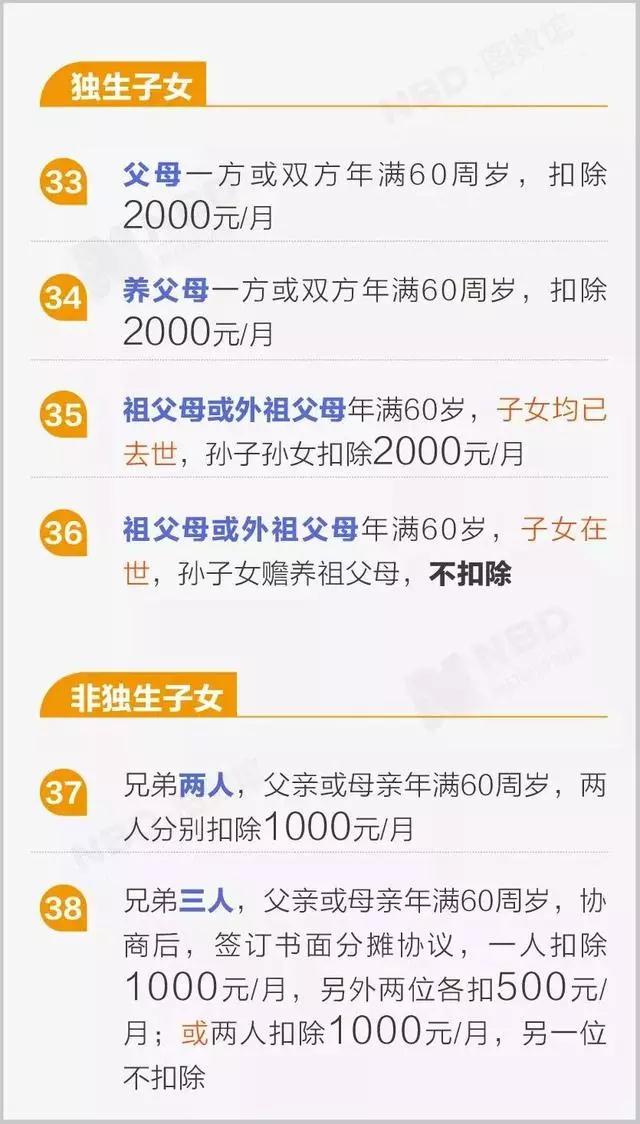 NBD·图数馆
独生子女
33
父母一方或双方年满60周岁，扣除
2000元/月
34
养父母一方或双方年满60周岁，扣除
2000元/月
35
祖父母或外祖父母年满60岁，子女均已
去世，孙子孙女扣除2000元/月
36
祖父母或外祖父母年满60岁，子女在
世，孙子女赡养祖父母，不扣除
NBD
非独生子女
37
兄弟两人，父亲或母亲年满60周岁，两
人分别扣除1000元/月
38
兄弟三人，父亲或母亲年满60周岁，协
商后，签订书面分摊协议，一人扣除
1000元/月，另外两位各扣500元/
月；或两人扣除1000元/月，另一位
不扣除